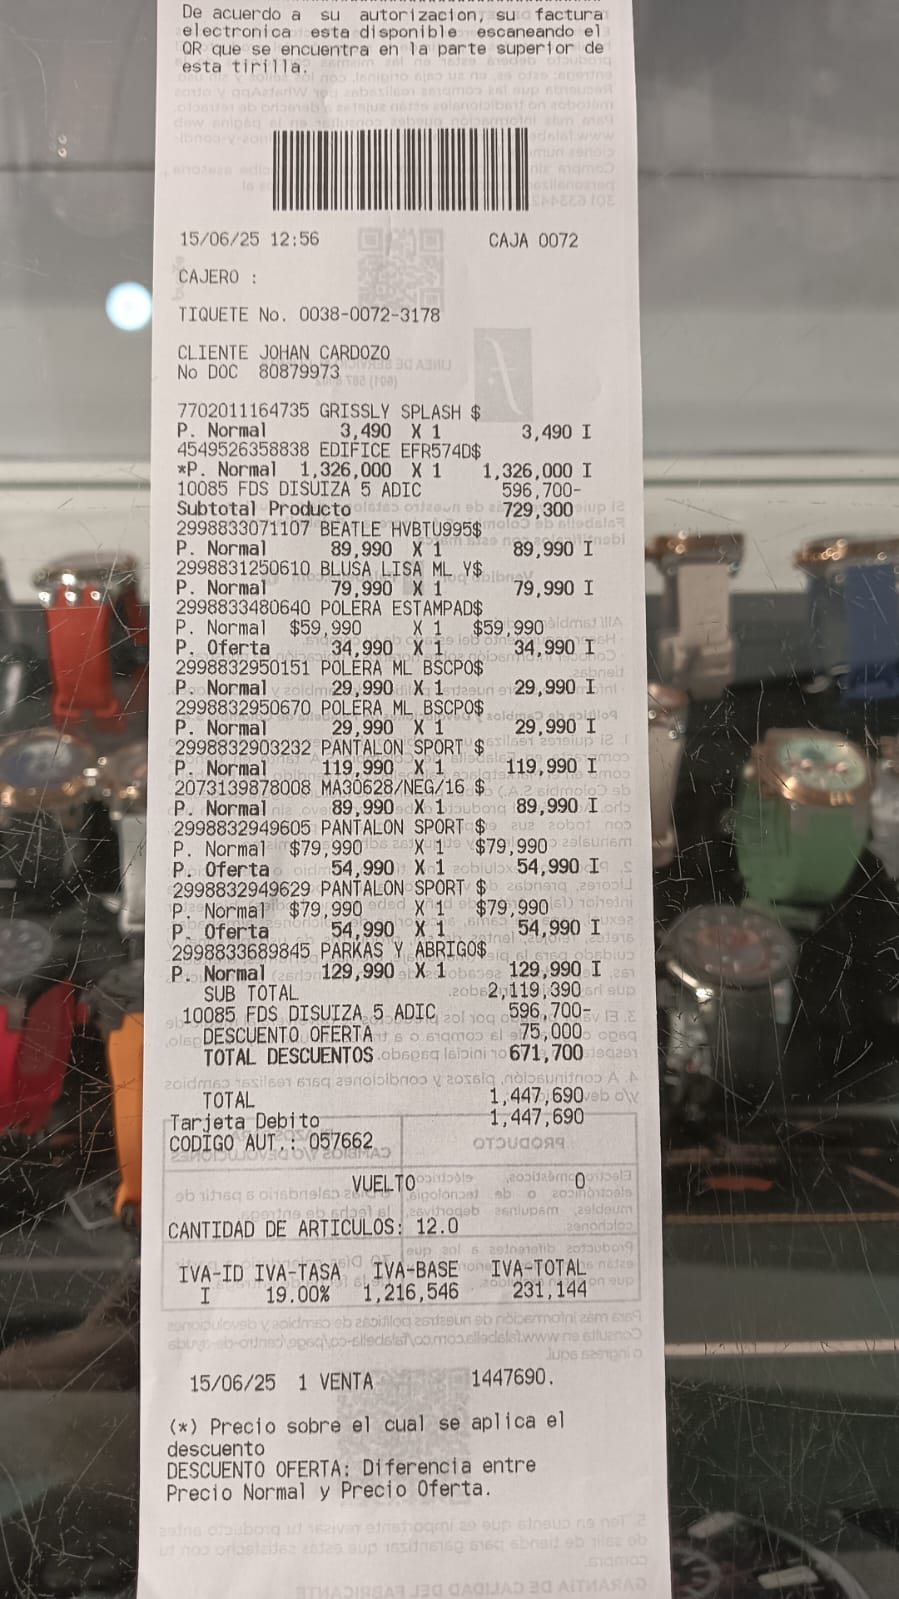 De acuerdo a su autorizacion, su factura
electronica esta disponible escaneando el
QR que se encuentra en la parte superior de
esta tirilla.
15/06/25 12:56 CAJA 0072
CAJERO :
TIQUETE No. 0038-0072-3178
CLIENTE JOHAN CARDOZO
No DOC 80879973
7702011164735 GRISSLY SPLASH $
P. Normal 3,490 X 1 3,490 I
4549526358838 EDIFICE EFR574D$
*P. Normal 1,326,000 X 1 1,326,000 I
10085 FDS DISUIZA 5 ADIC 596,700-
Subtotal Producto 729,300
2998833071107 BEATLE HVBTU995$
P. Normal 89,990 X 1 89,990 I
2998831250610 BLUSA LISA ML Y$
P. Normal 79,990 X 1 79,990 I
2998833480640 POLERA ESTAMPAD$
P. Normal $59,990 X 1 $59,990
P. Oferta 34,990 X 1 34,990 I
2998832950151 POLERA ML BSCPO$
P. Normal 29,990 X 1 29,990 I
2998832950670 POLERA ML BSCPO$
P. Normal 29,990 X 1 29,990 I
2998832903232 PANTALON SPORT $
P. Normal 119,990 X 1 119,990 I
2073139878008 MA30628/NEG/16 $
P. Normal 89,990 X 1 89,990 I
2998832949605 PANTALON SPORT $
P. Normal $79,990 X 1 $79,990
P. Oferta 54,990 X 1 54,990 I
2998832949629 PANTALON SPORT $
P. Normal $79,990 X 1 $79,990
P. Oferta 54,990 X 1 54,990 I
2998833689845 PARKAS Y ABRIGO$
P. Normal 129,990 X 1 129,990 I
SUB TOTAL 2,119,390
10085 FDS DISUIZA 5 ADIC 596,700-
DESCUENTO OFERTA 75,000
TOTAL DESCUENTOS 671,700
TOTAL 1,447,690
Tarjeta Debito 1,447,690
CODIGO AUT.: 057662
VUELTO 0
CANTIDAD DE ARTICULOS: 12.0
IVA-ID IVA-TASA IVA-BASE IVA-TOTAL
I 19.00% 1,216,546 231,144
15/06/25 1 VENTA 1447690.
(*) Precio sobre el cual se aplica el
descuento
DESCUENTO OFERTA: Diferencia entre
Precio Normal y Precio Oferta.